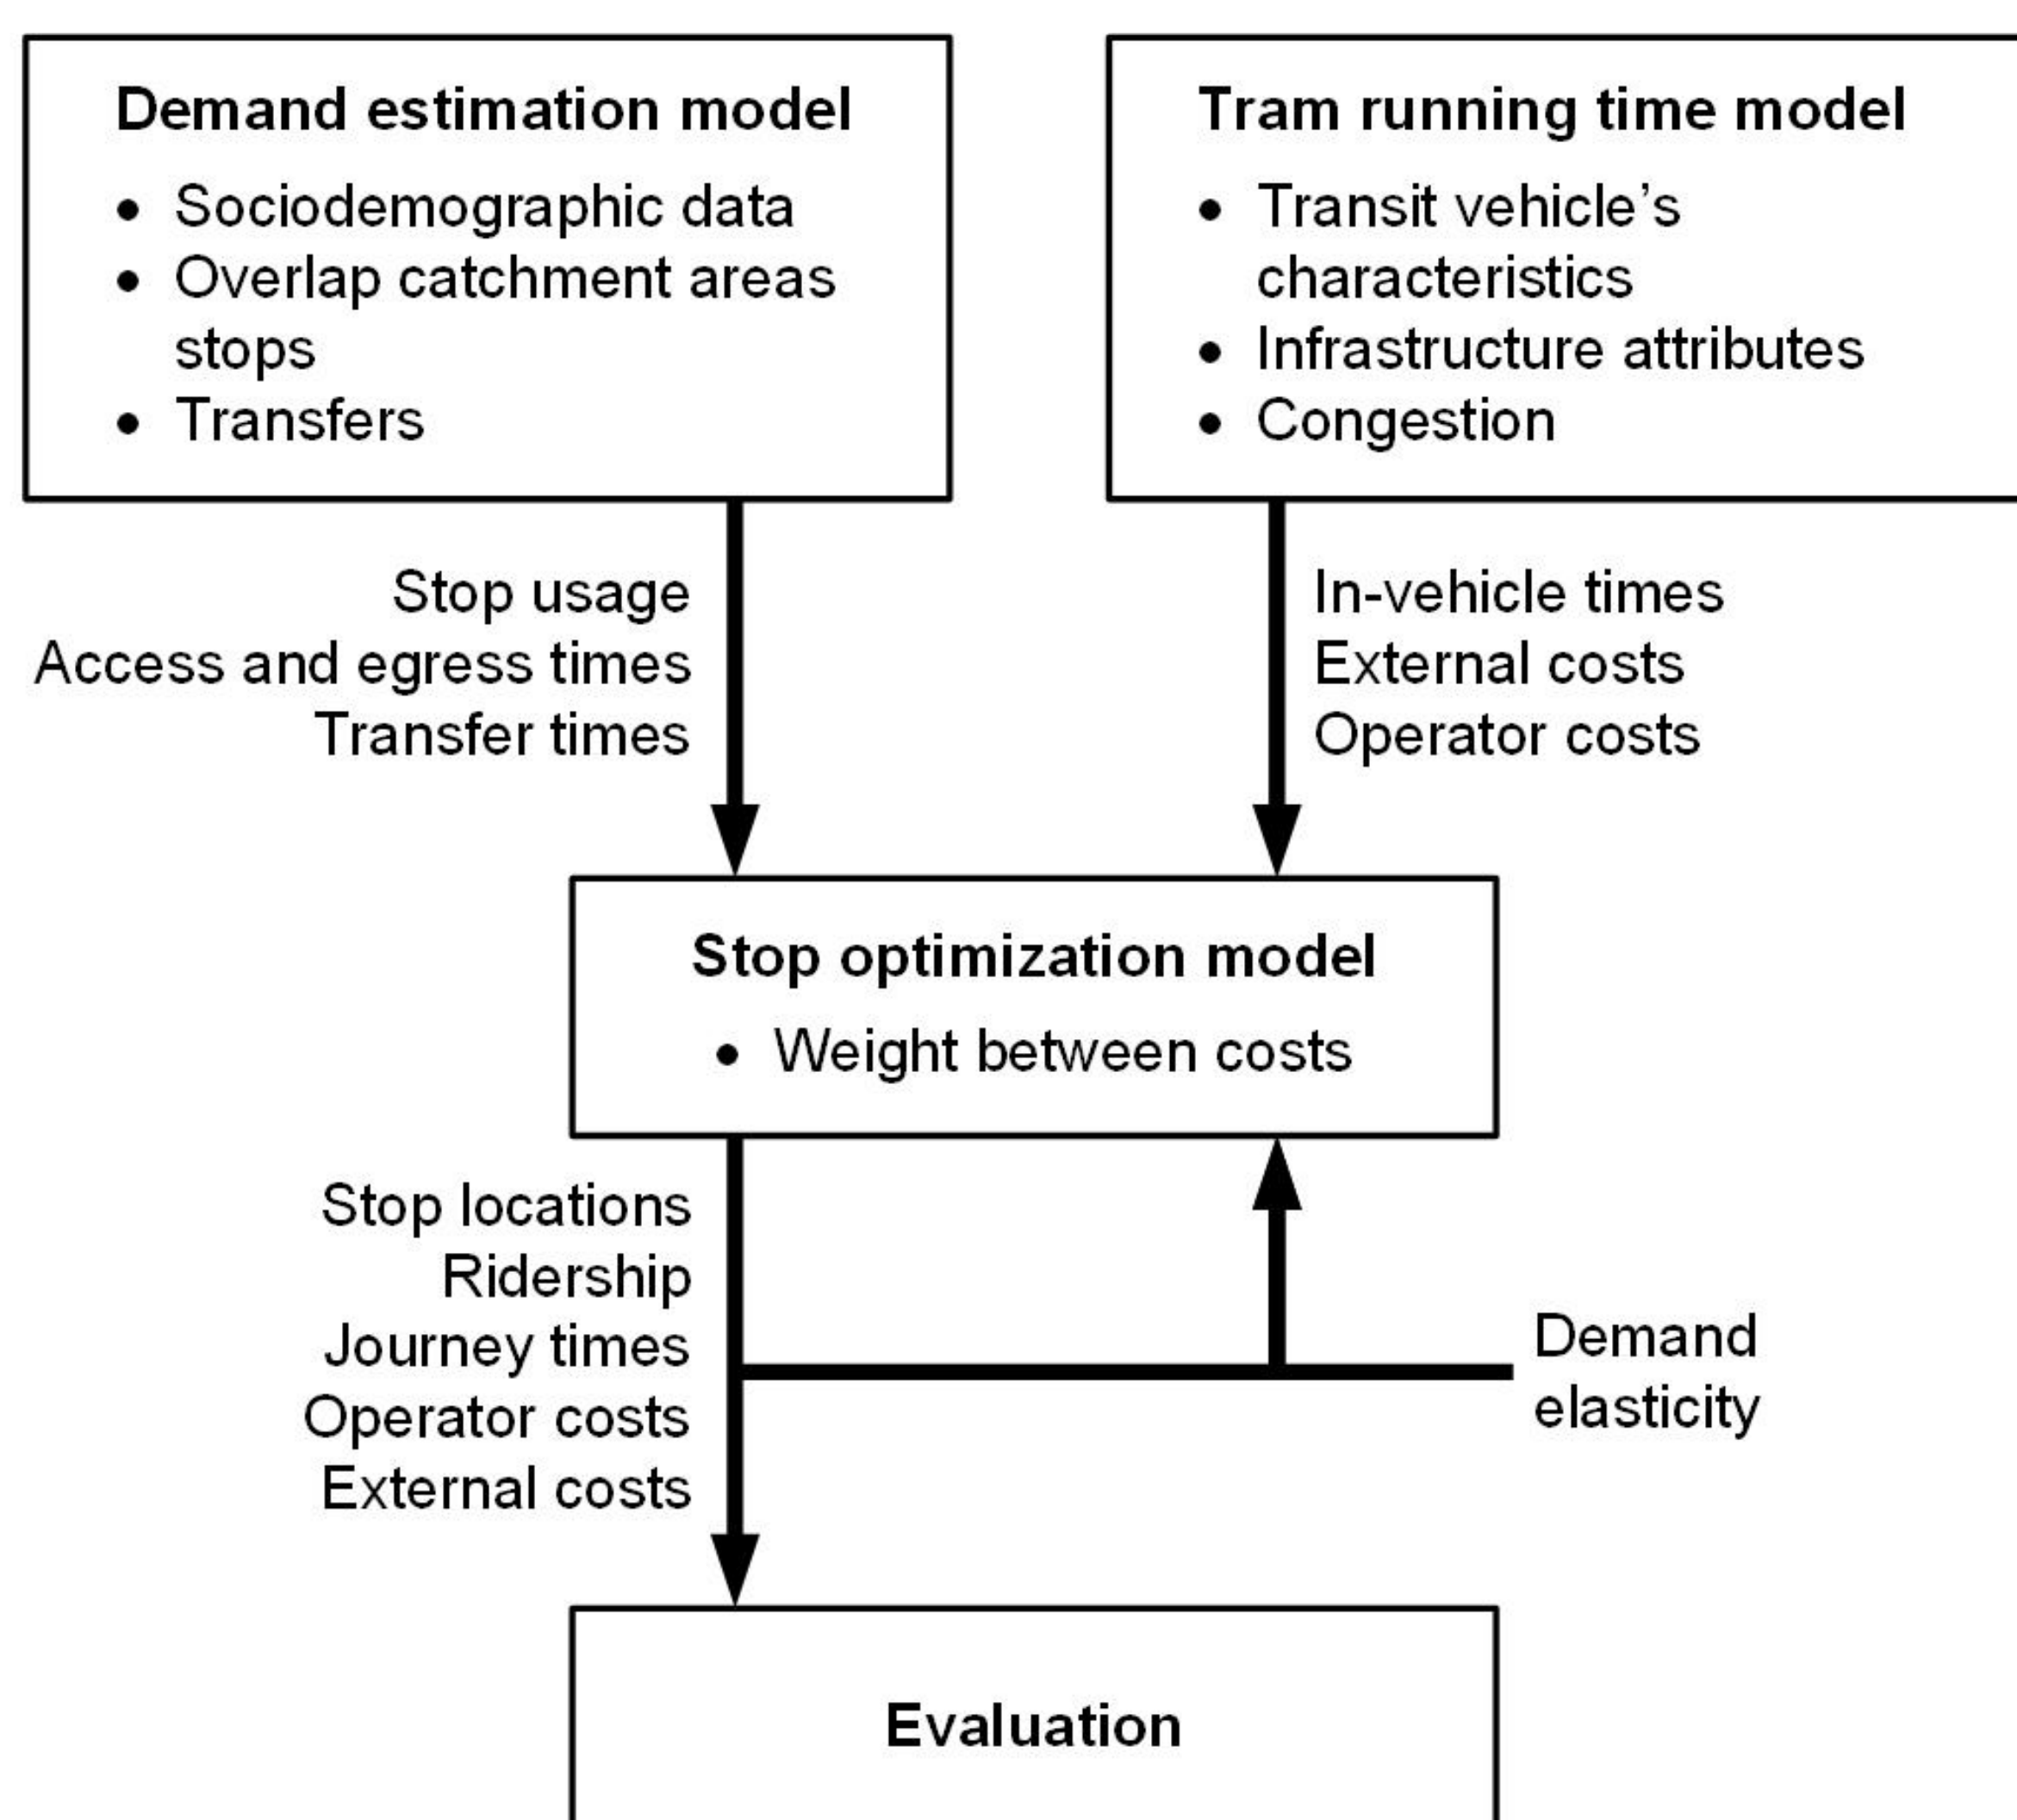 Demand estimation model
• Sociodemographic data
• Overlap catchment areas
stops
• Transfers
Tram running time model
• Transit vehicle’s
characteristics
• Infrastructure attributes
• Congestion
Stop usage
Access and egress times
Transfer times
In-vehicle times
External costs
Operator costs
Stop optimization model
• Weight between costs
Stop locations
Ridership
Journey times
Operator costs
External costs
Demand
elasticity
Evaluation